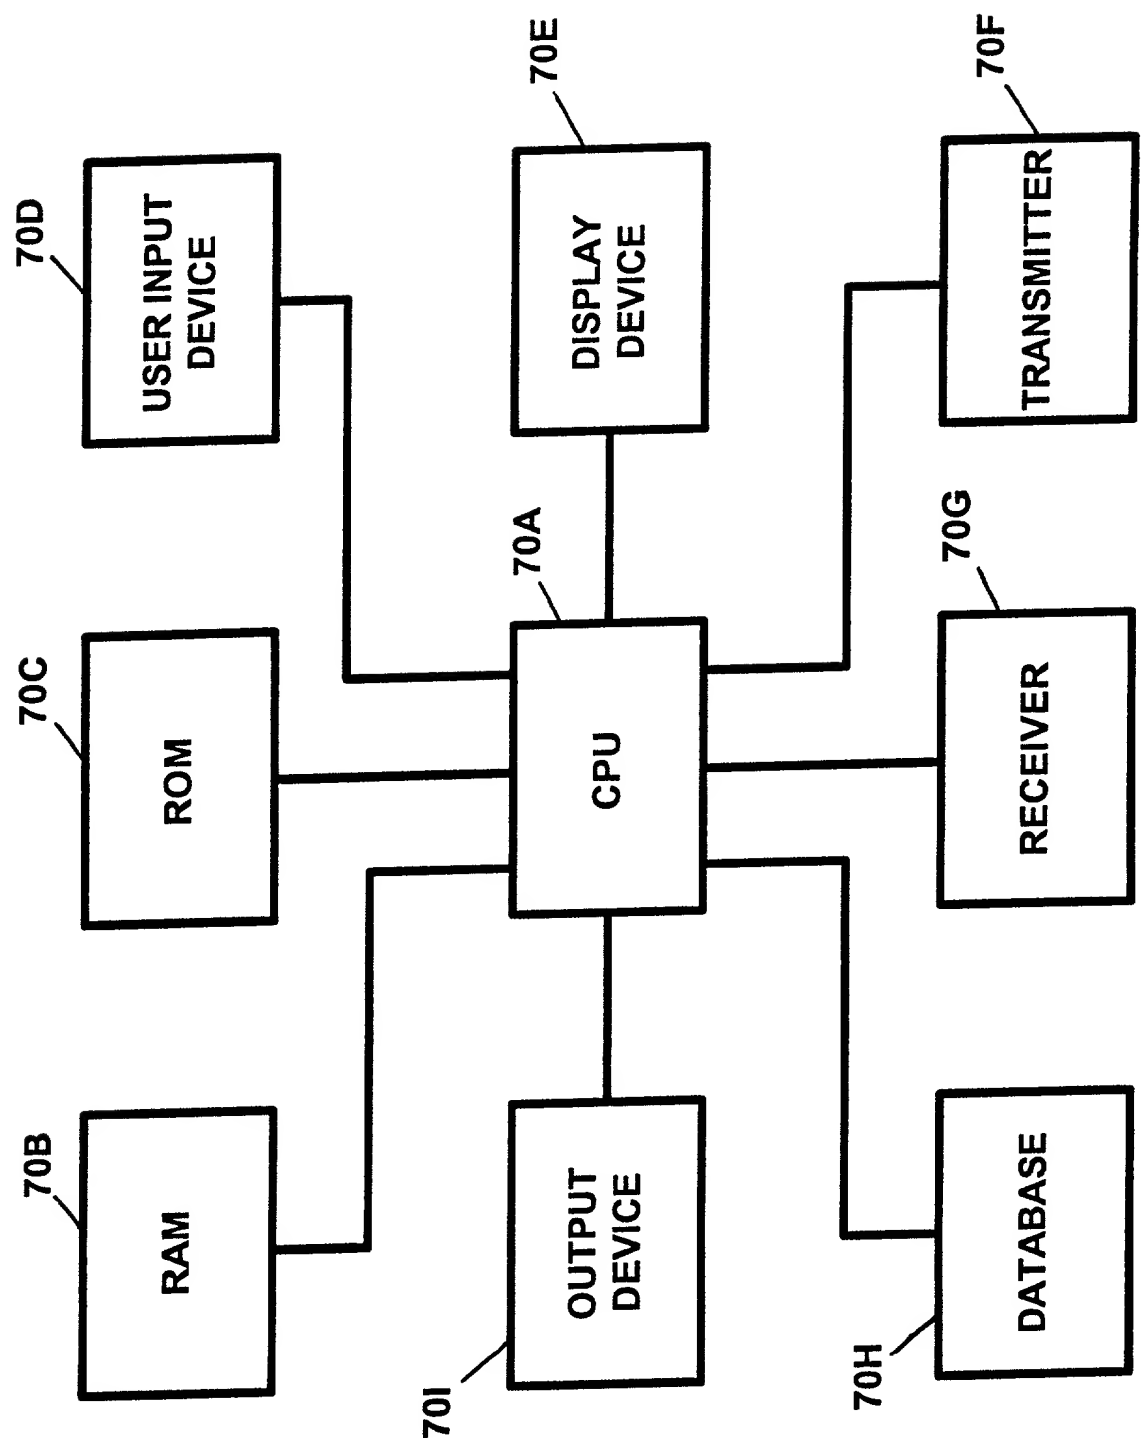 70B
RAM
70C
ROM
70D
USER INPUT
DEVICE
70I
OUTPUT
DEVICE
70A
CPU
70E
DISPLAY
DEVICE
70H
DATABASE
70G
RECEIVER
70F
TRANSMITTER